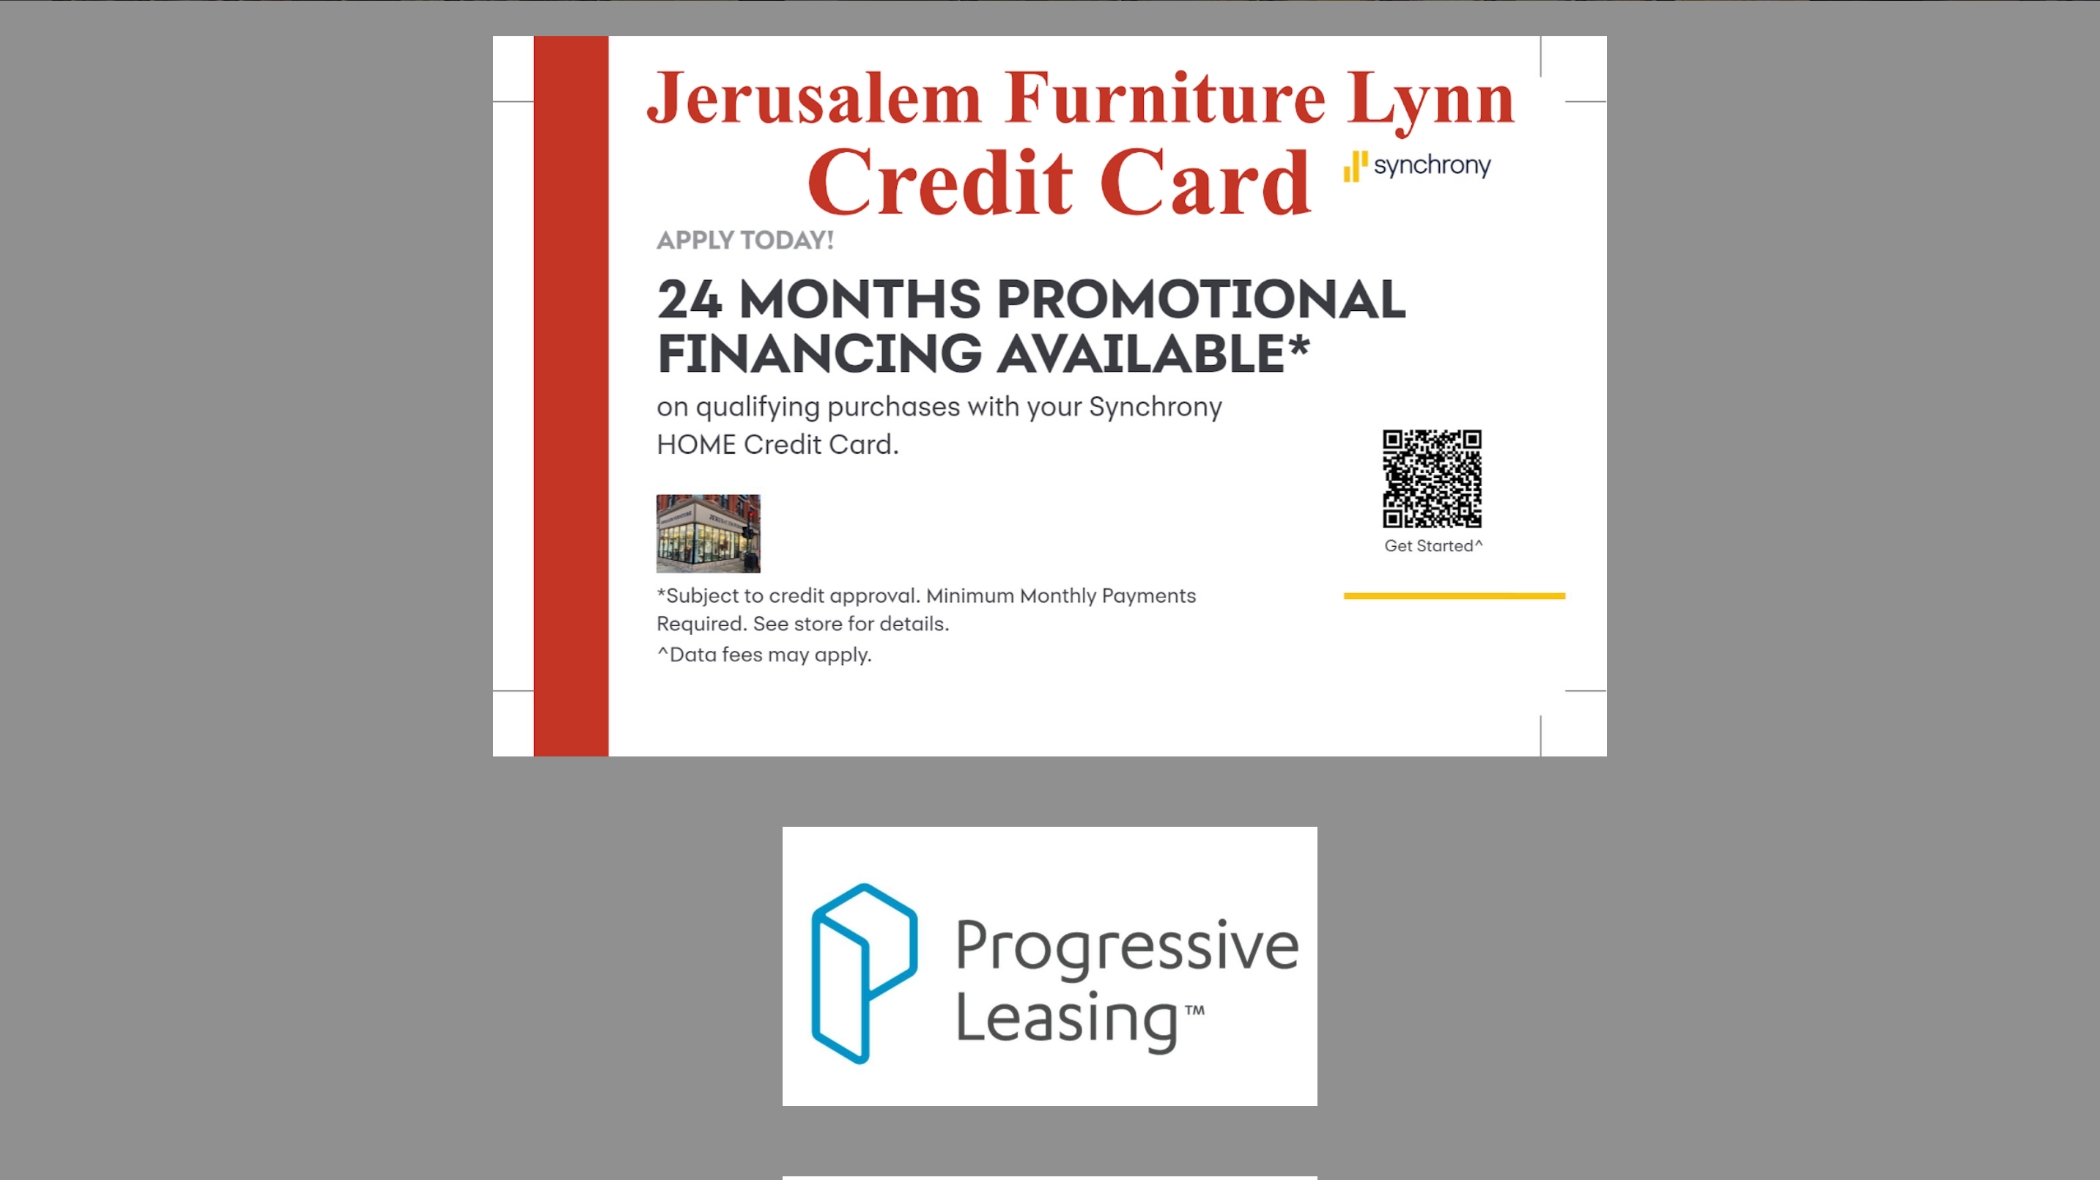 Jerusalem Furniture Lynn
Credit Card
synchrony
APPLY TODAY!
24 MONTHS PROMOTIONAL
FINANCING AVAILABLE*
on qualifying purchases with your Synchrony
HOME Credit Card.
Get Started^
*Subject to credit approval. Minimum Monthly Payments
Required. See store for details.
^Data fees may apply.
Progressive
Leasing™